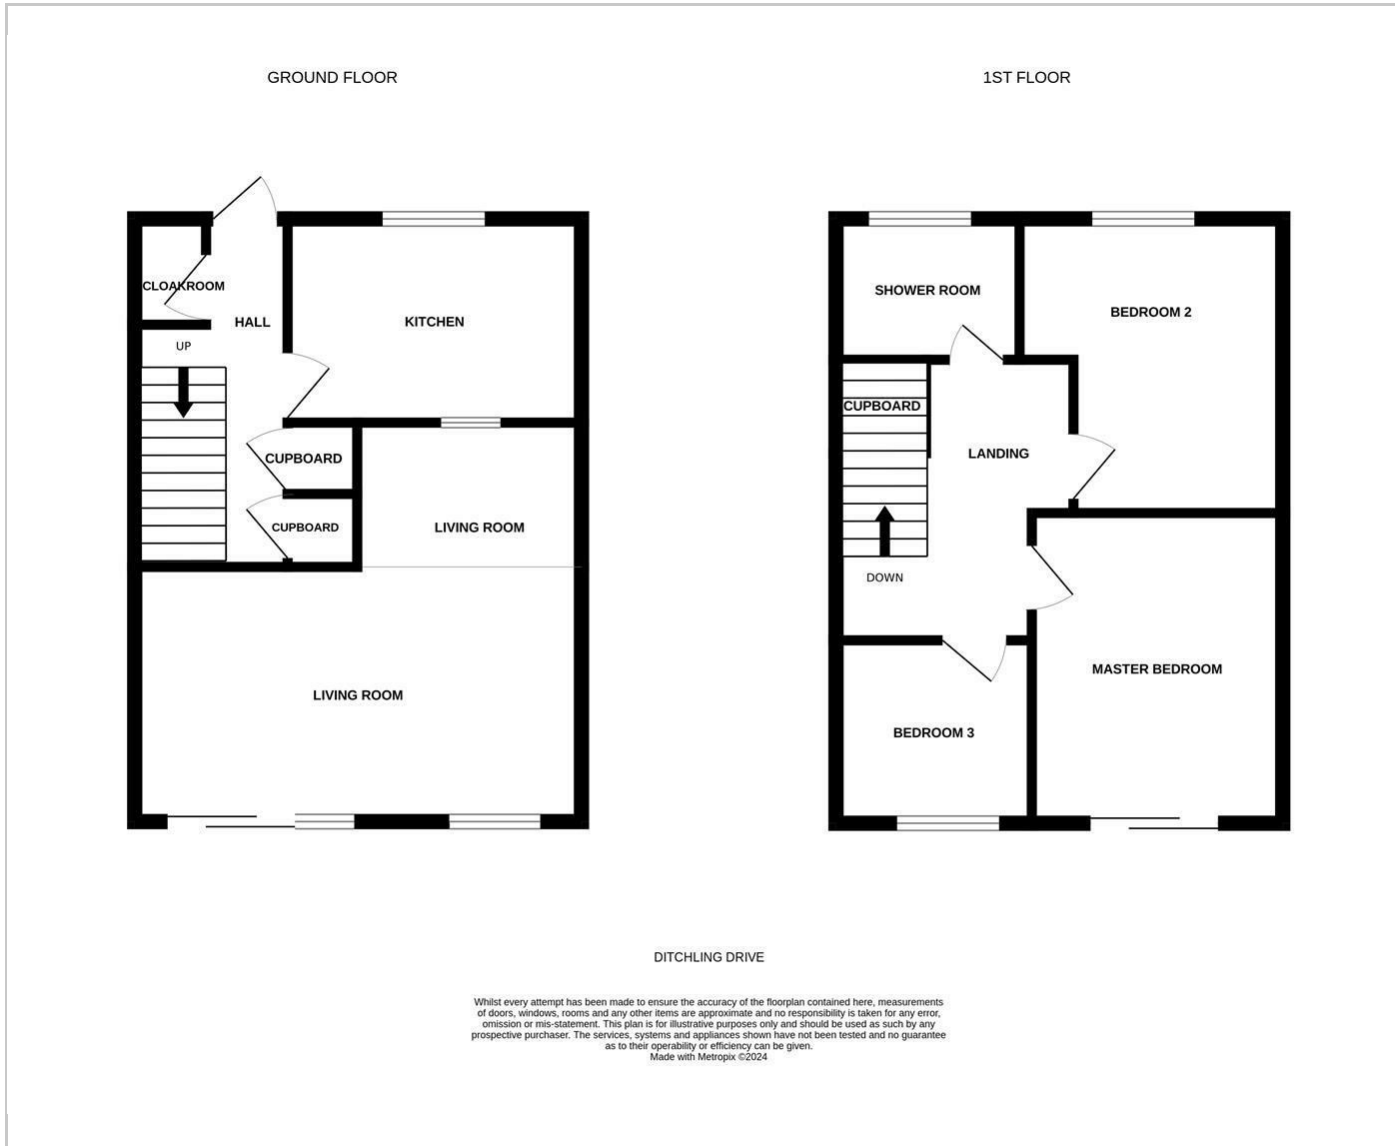 GROUND FLOOR
1ST FLOOR
CLOAKROOM
HALL
KITCHEN
UP
CUPBOARD
CUPBOARD
LIVING ROOM
LIVING ROOM
SHOWER ROOM
BEDROOM 2
CUPBOARD
LANDING
DOWN
MASTER BEDROOM
BEDROOM 3
DITCHLING DRIVE
Whilst every attempt has been made to ensure the accuracy of the floorplan contained here, measurements
of doors, windows, rooms and any other items are approximate and no responsibility is taken for any error,
omission or mis-statement. This plan is for illustrative purposes only and should be used as such by any
prospective purchaser. The services, systems and appliances shown have not been tested and no guarantee
as to their operability or efficiency can be given.
Made with Metropix ©2024